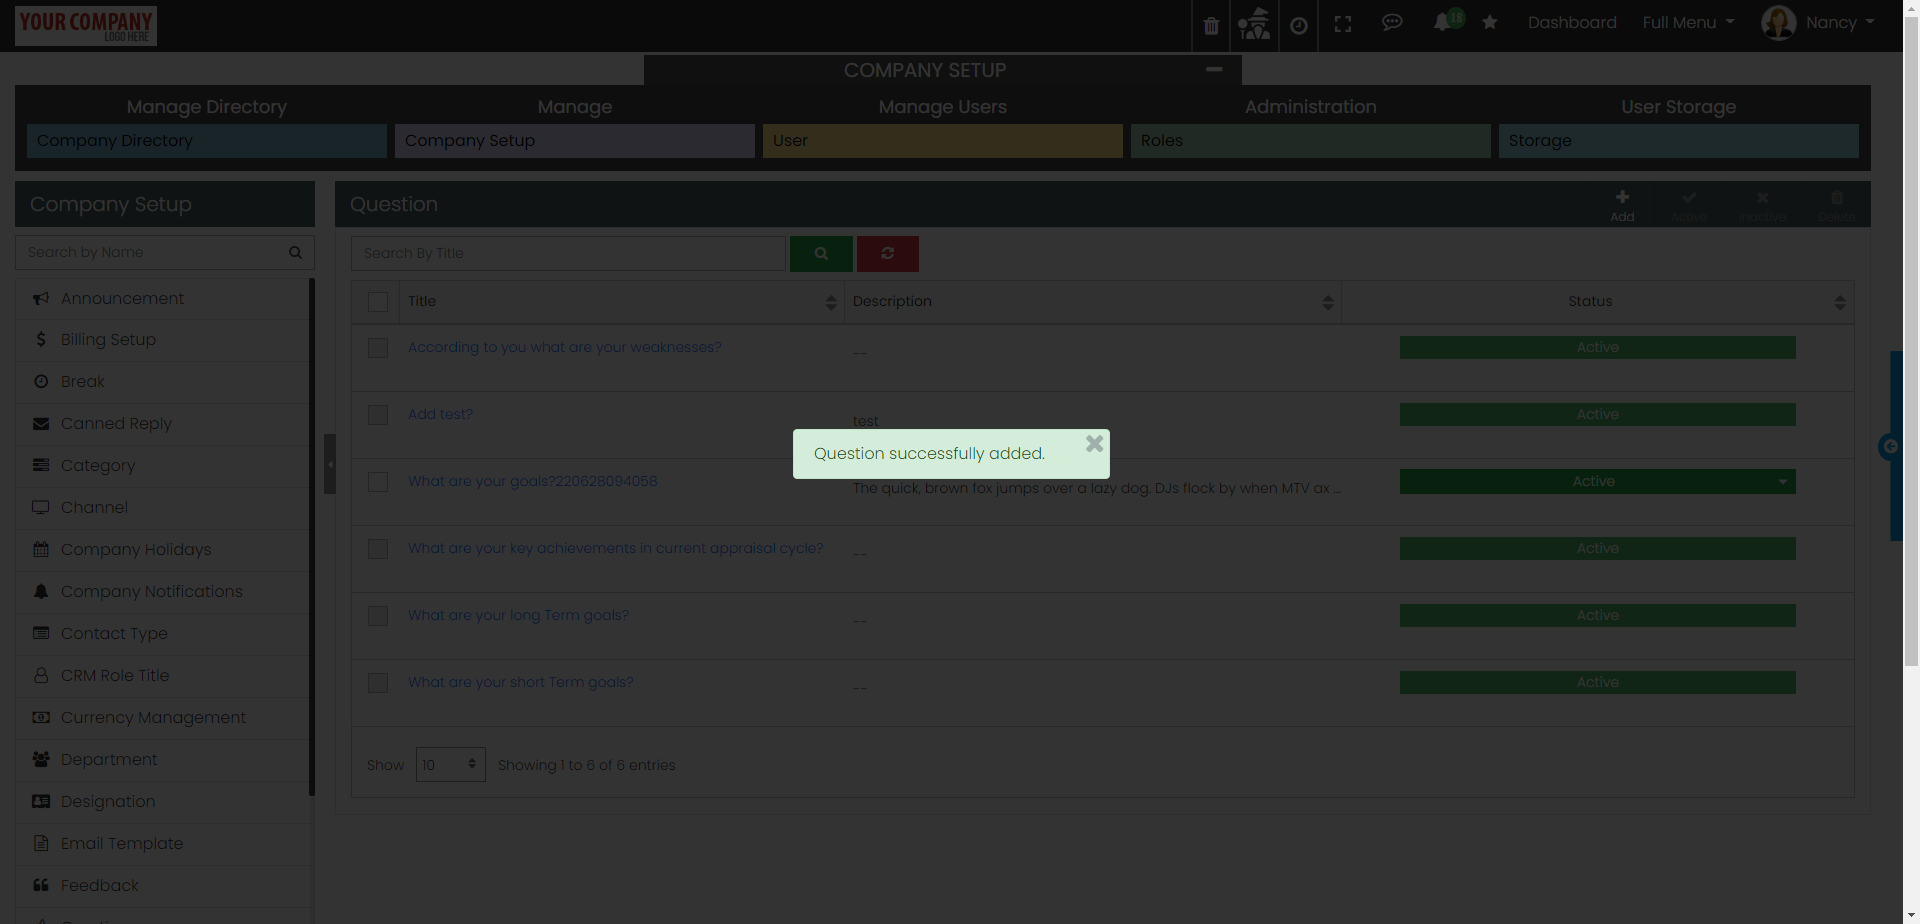 YOUR COMPANY
LOGO HERE
18
Dashboard
Full Menu
Nancy
COMPANY SETUP
Manage Directory
Manage
Manage Users
Administration
User Storage
Company Directory
Company Setup
User
Roles
Storage
Company Setup
Question
Add
Active
Inactive
Delete
Search by Name
Search By Title
Announcement
Billing Setup
Break
Canned Reply
Category
Channel
Company Holidays
Company Notifications
Contact Type
CRM Role Title
Currency Management
Department
Designation
Email Template
Feedback
Title
Description
Status
According to you what are your weaknesses?
--
Active
Add test?
test
Active
Question successfully added.
What are your goals?220628094058
The quick, brown fox jumps over a lazy dog. DJs flock by when MTV ax ...
Active
What are your key achievements in current appraisal cycle?
--
Active
What are your long Term goals?
--
Active
What are your short Term goals?
--
Active
Show
10
Showing 1 to 6 of 6 entries